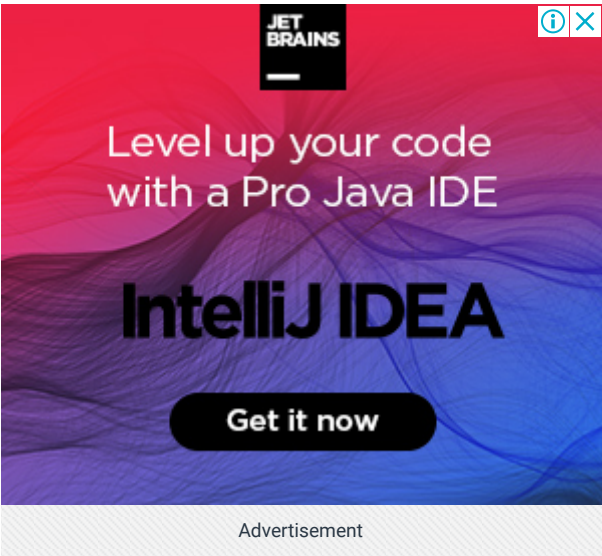 JET
BRAINS
Level up your code
with a Pro Java IDE
IntelliJ IDEA
Get it now
Advertisement